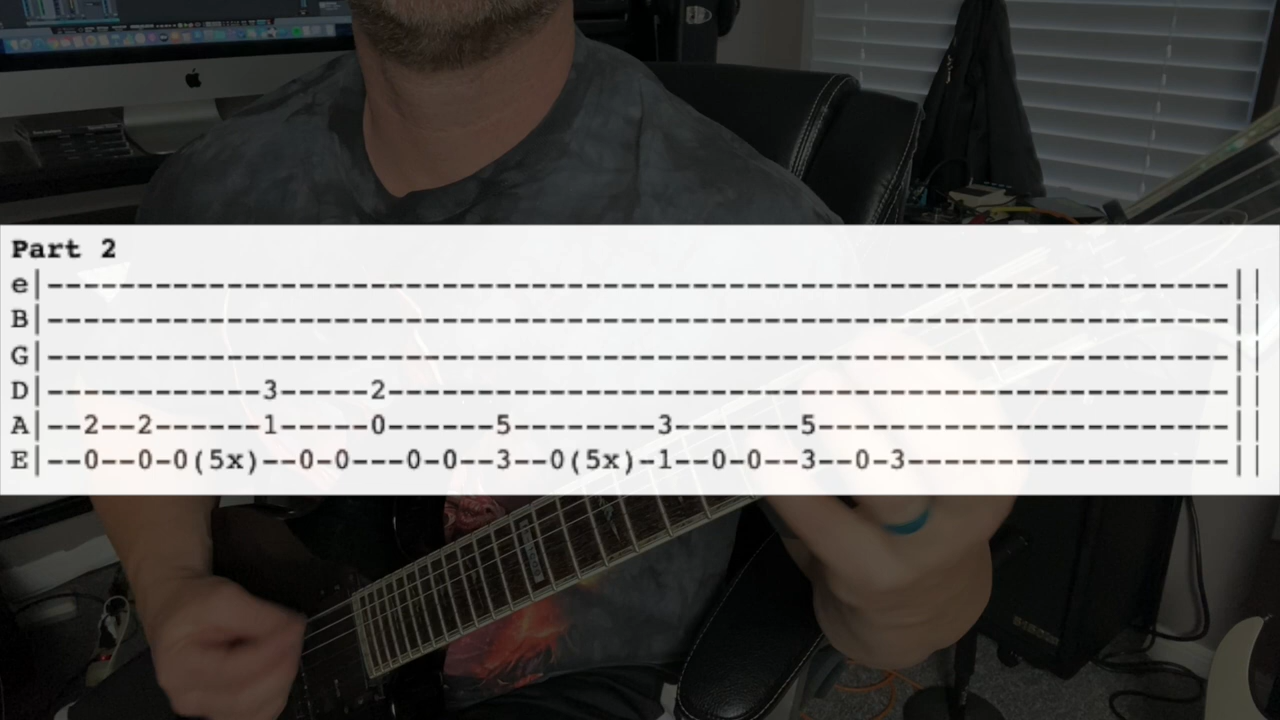 Part 2
e|------------------------------------------------------------------||
B|------------------------------------------------------------------||
G|------------------------------------------------------------------||
D|------------3-----2-----------------------------------------------||
A|--2--2------1-----0------5--------3-------5-----------------------||
E|--0--0-0(5x)--0-0---0-0--3--0(5x)-1--0-0--3--0-3------------------||